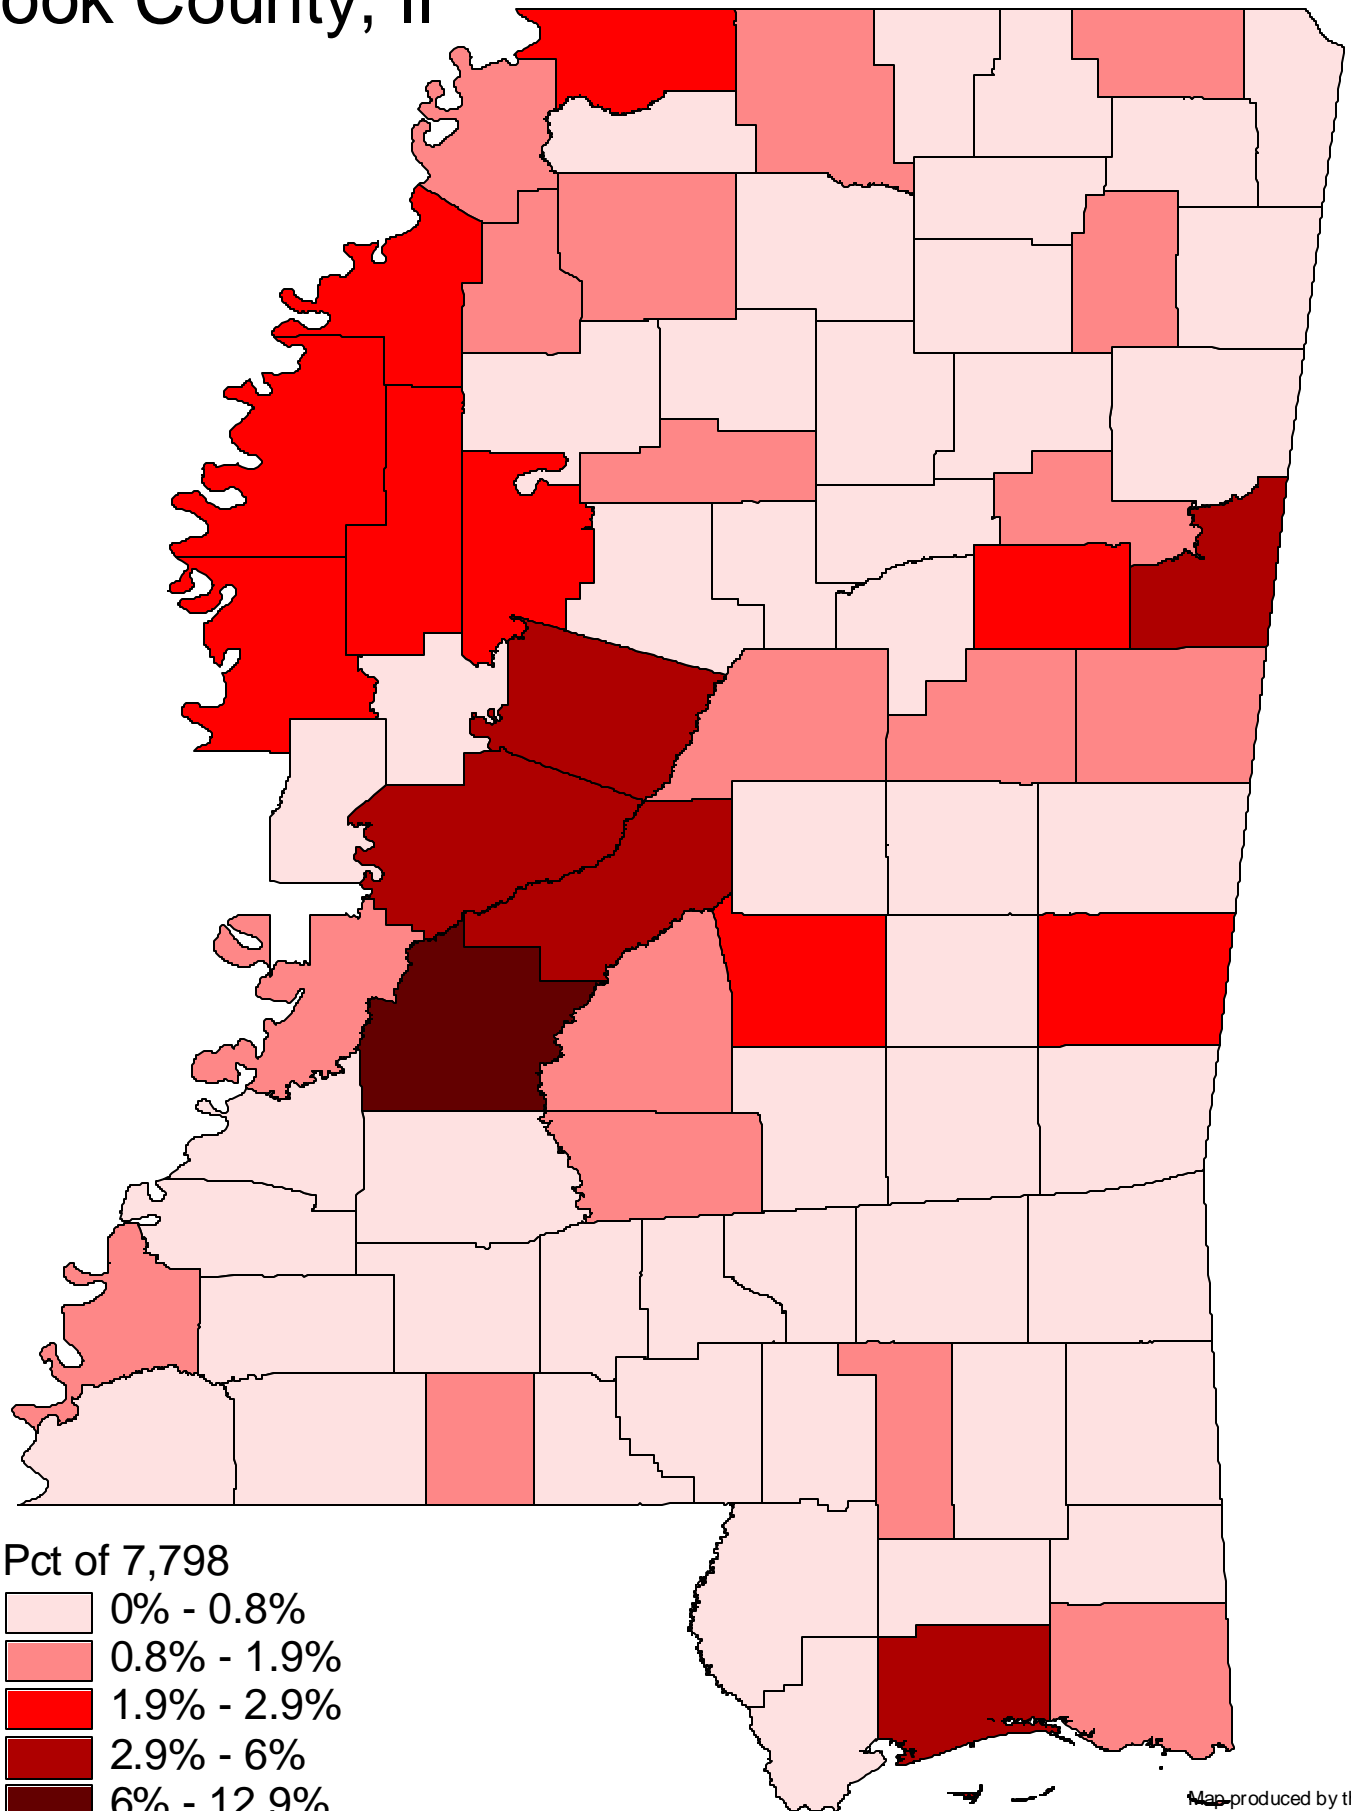 ook County, Il
Pct of 7,798
0% - 0.8%
0.8% - 1.9%
1.9% - 2.9%
2.9% - 6%
6% - 12.9%
Map produced by